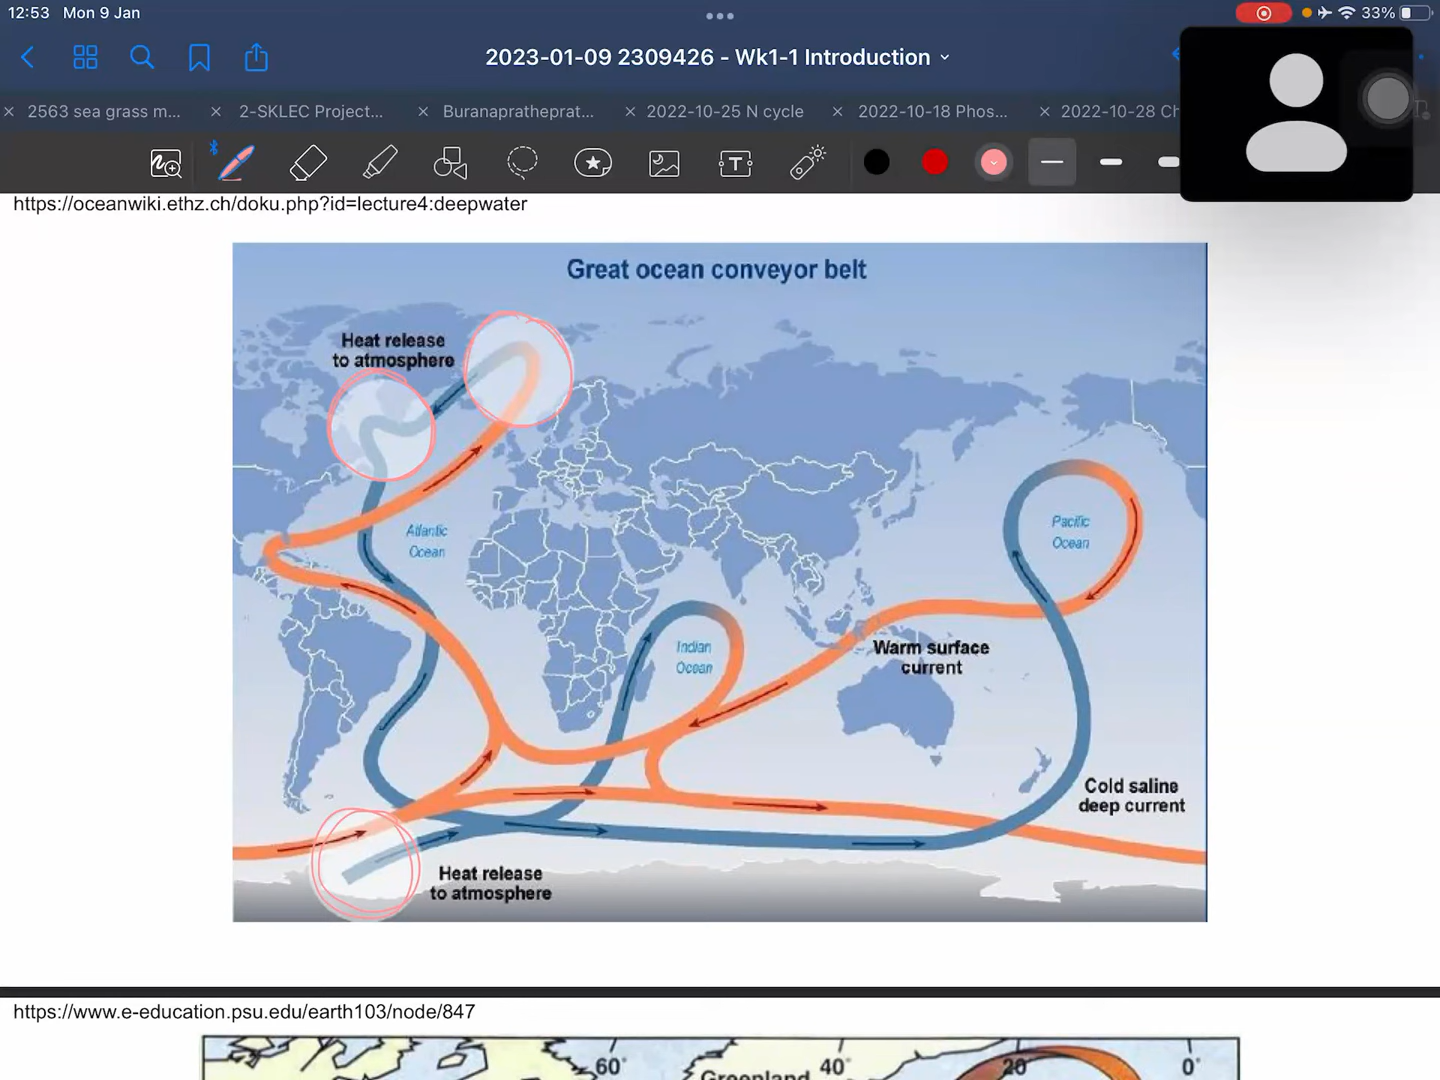 12:53 Mon 9 Jan
33%
2023-01-09 2309426 - Wk1-1 Introduction
2563 sea grass m...
2-SKLEC Project...
Buranapratheprat...
2022-10-25 N cycle
2022-10-18 Phos...
2022-10-28 Ch
https://oceanwiki.ethz.ch/doku.php?id=lecture4:deepwater
Great ocean conveyor belt
Heat release
to atmosphere
Atlantic
Ocean
Pacific
Ocean
Indian
Ocean
Warm surface
current
Cold saline
deep current
Heat release
to atmosphere
https://www.e-education.psu.edu/earth103/node/847
60°
40°
20
0°
Greenland